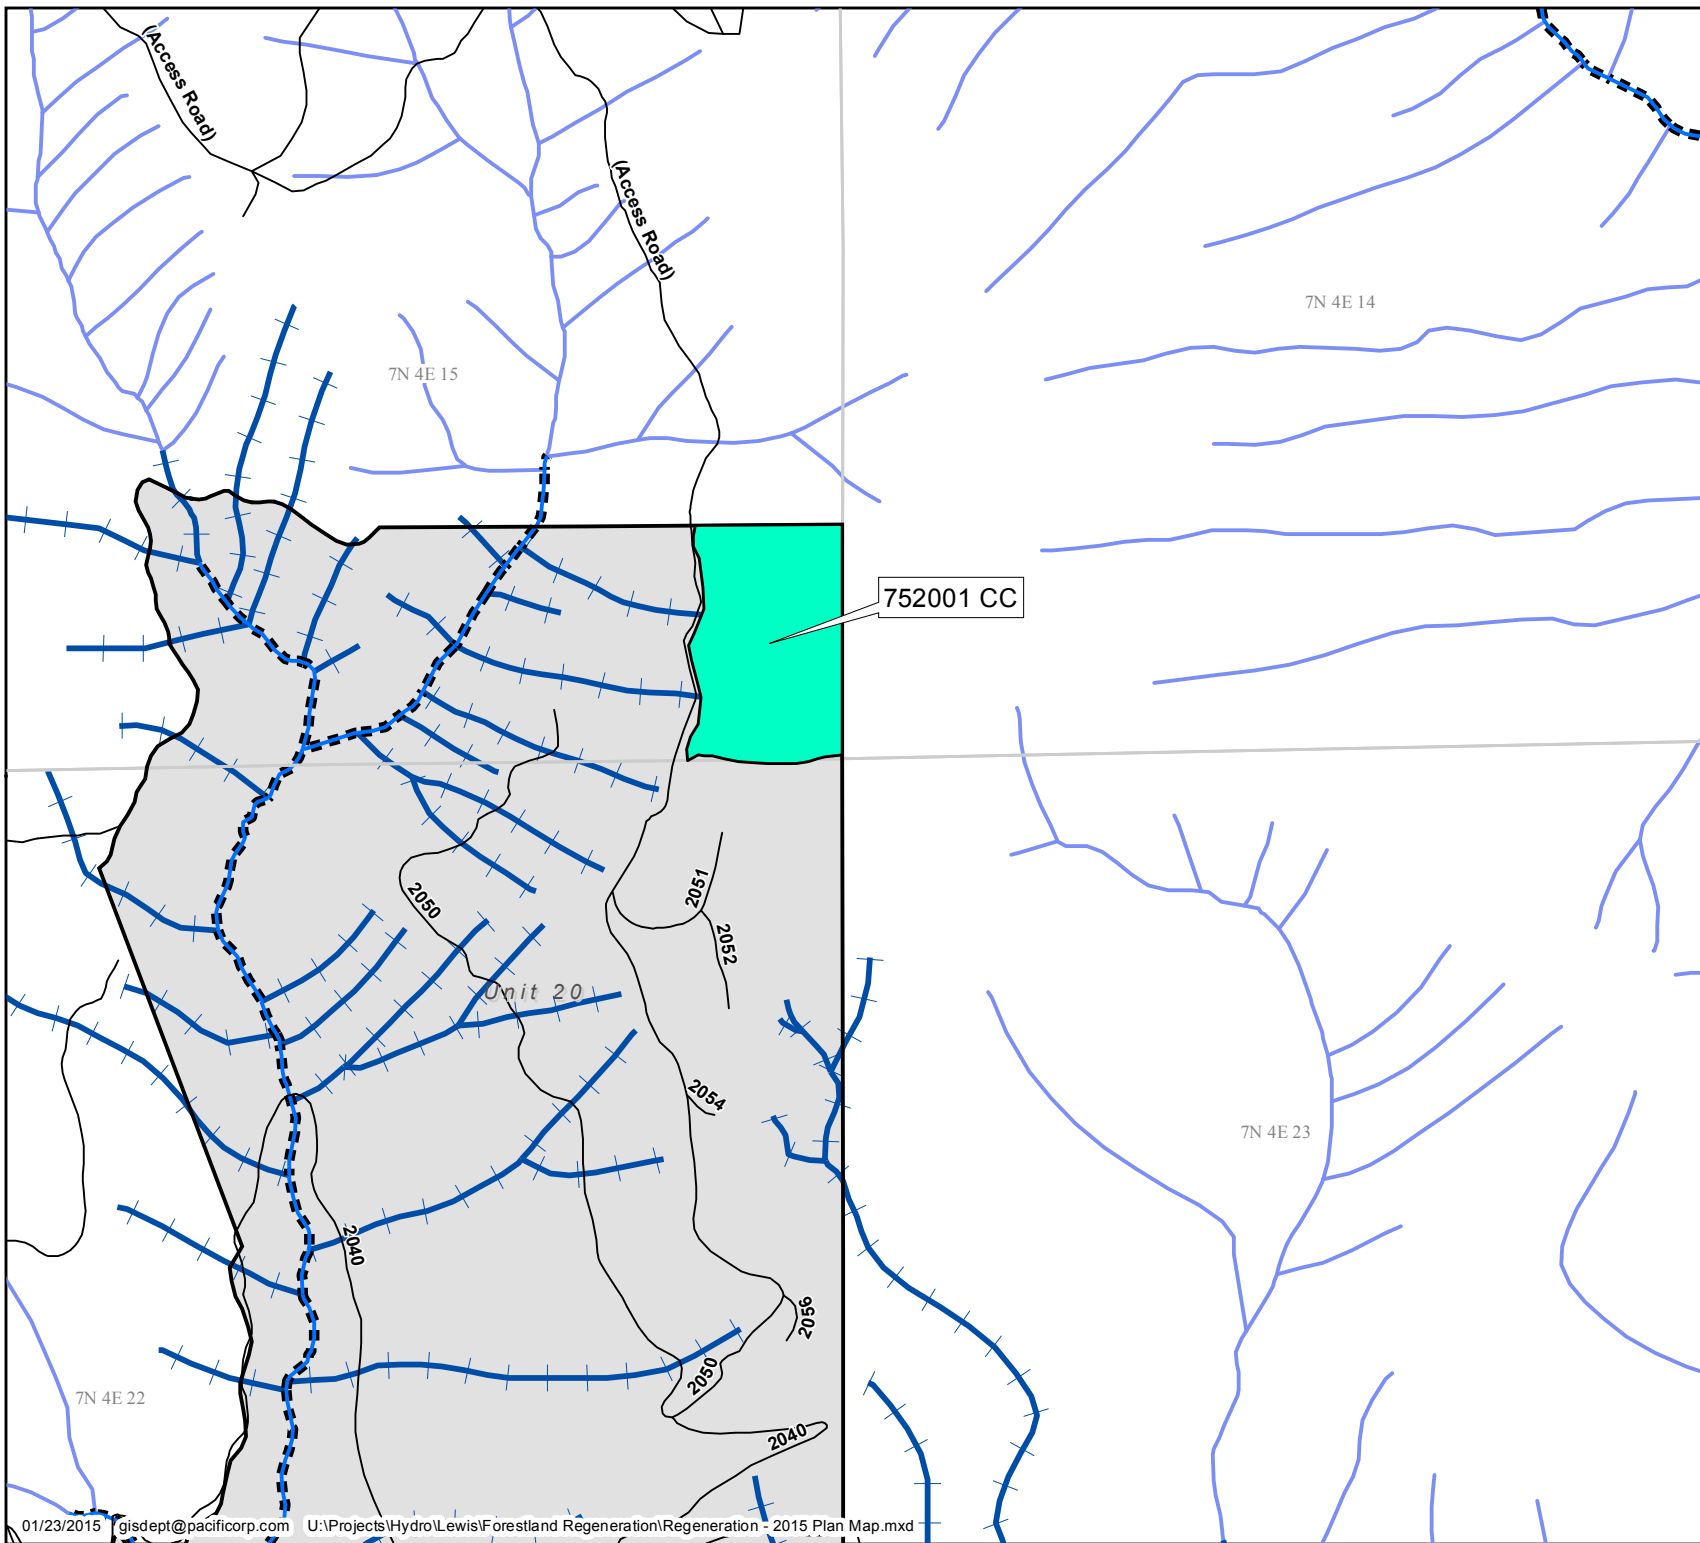 (Access Road)
(Access Road)
7N 4E 14
7N 4E 15
752001 CC
2050
2051
2052
Unit 20
2054
7N 4E 23
2040
2056
2050
7N 4E 22
2040
01/23/2015 gisdept@pacificorp.com U:\Projects\Hydro\Lewis\Forestland Regeneration\Regeneration - 2015 Plan Map.mxd